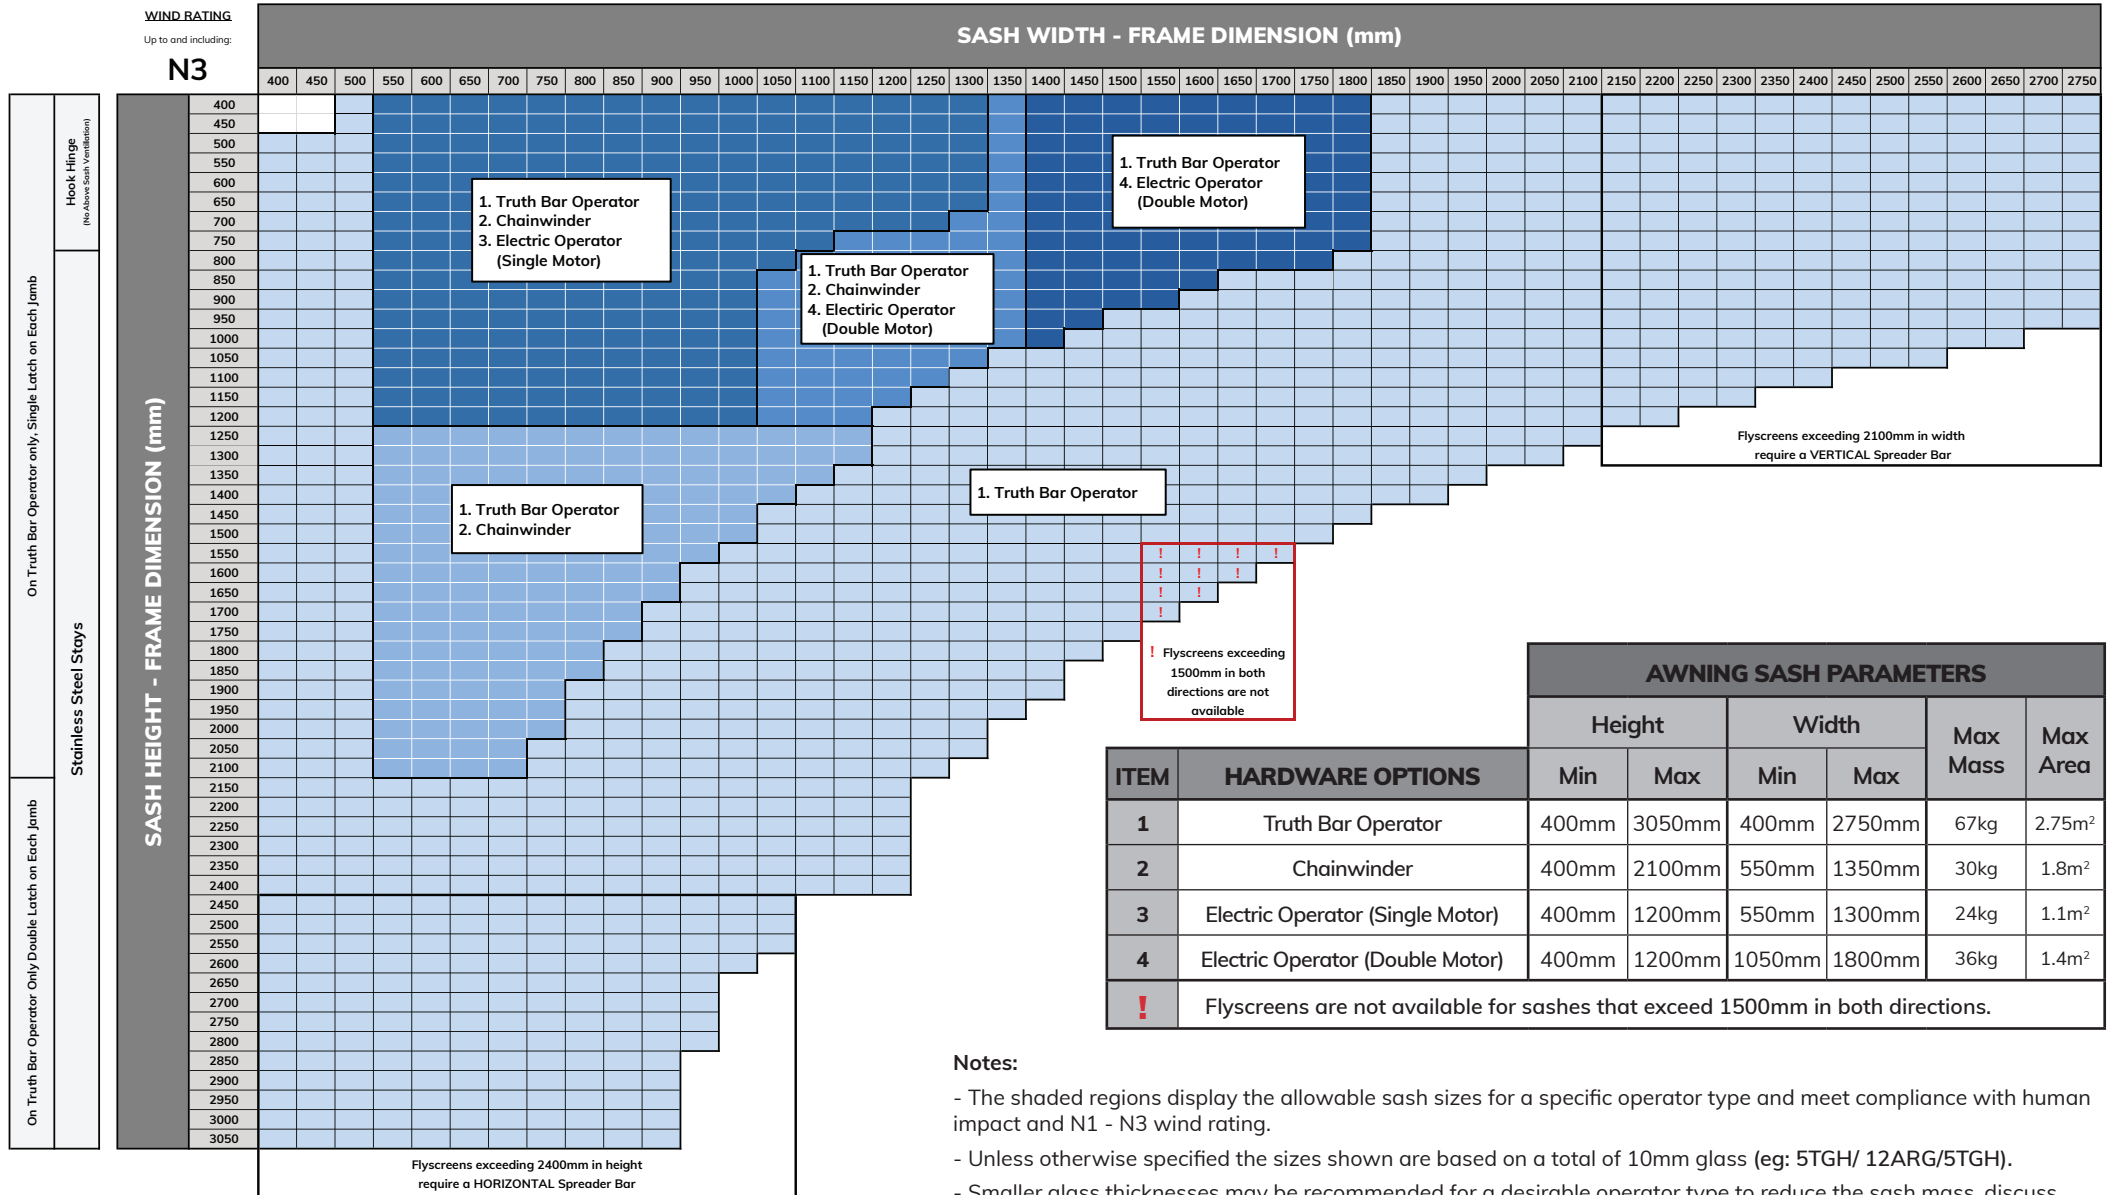 WIND RATING
Up to and including:
N3
SASH WIDTH - FRAME DIMENSION (mm)
400 450 500 550 600 650 700 750 800 850 900 950 1000 1050 1100 1150 1200 1250 1300 1350 1400 1450 1500 1550 1600 1650 1700 1750 1800 1850 1900 1950 2000 2050 2100 2150 2200 2250 2300 2350 2400 2450 2500 2550 2600 2650 2700 2750
On Truth Bar Operator only, Single Latch on Each Jamb
On Truth Bar Operator Only Double Latch on Each Jamb
Hook Hinge
(No Above Sash Ventilation)
Stainless Steel Stays
SASH HEIGHT - FRAME DIMENSION (mm)
400
450
500
550
600
650
700
750
800
850
900
950
1000
1050
1100
1150
1200
1250
1300
1350
1400
1450
1500
1550
1600
1650
1700
1750
1800
1850
1900
1950
2000
2050
2100
2150
2200
2250
2300
2350
2400
2450
2500
2550
2600
2650
2700
2750
2800
2850
2900
2950
3000
3050
1. Truth Bar Operator
2. Chainwinder
3. Electric Operator
(Single Motor)
1. Truth Bar Operator
2. Chainwinder
4. Electiric Operator
(Double Motor)
1. Truth Bar Operator
4. Electric Operator
(Double Motor)
1. Truth Bar Operator
2. Chainwinder
1. Truth Bar Operator
Flyscreens exceeding 2100mm in width
require a VERTICAL Spreader Bar
! ! ! !
! ! !
! !
!
! Flyscreens exceeding
1500mm in both
directions are not
available
Flyscreens exceeding 2400mm in height
require a HORIZONTAL Spreader Bar
AWNING SASH PARAMETERS
Height Width Max Mass Max Area
ITEM HARDWARE OPTIONS Min Max Min Max
1 Truth Bar Operator 400mm 3050mm 400mm 2750mm 67kg 2.75m²
2 Chainwinder 400mm 2100mm 550mm 1350mm 30kg 1.8m²
3 Electric Operator (Single Motor) 400mm 1200mm 550mm 1300mm 24kg 1.1m²
4 Electric Operator (Double Motor) 400mm 1200mm 1050mm 1800mm 36kg 1.4m²
! Flyscreens are not available for sashes that exceed 1500mm in both directions.
Notes:
- The shaded regions display the allowable sash sizes for a specific operator type and meet compliance with human
impact and N1 - N3 wind rating.
- Unless otherwise specified the sizes shown are based on a total of 10mm glass (eg: 5TGH/ 12ARG/5TGH).
- Smaller glass thicknesses may be recommended for a desirable operator type to reduce the sash mass, discuss